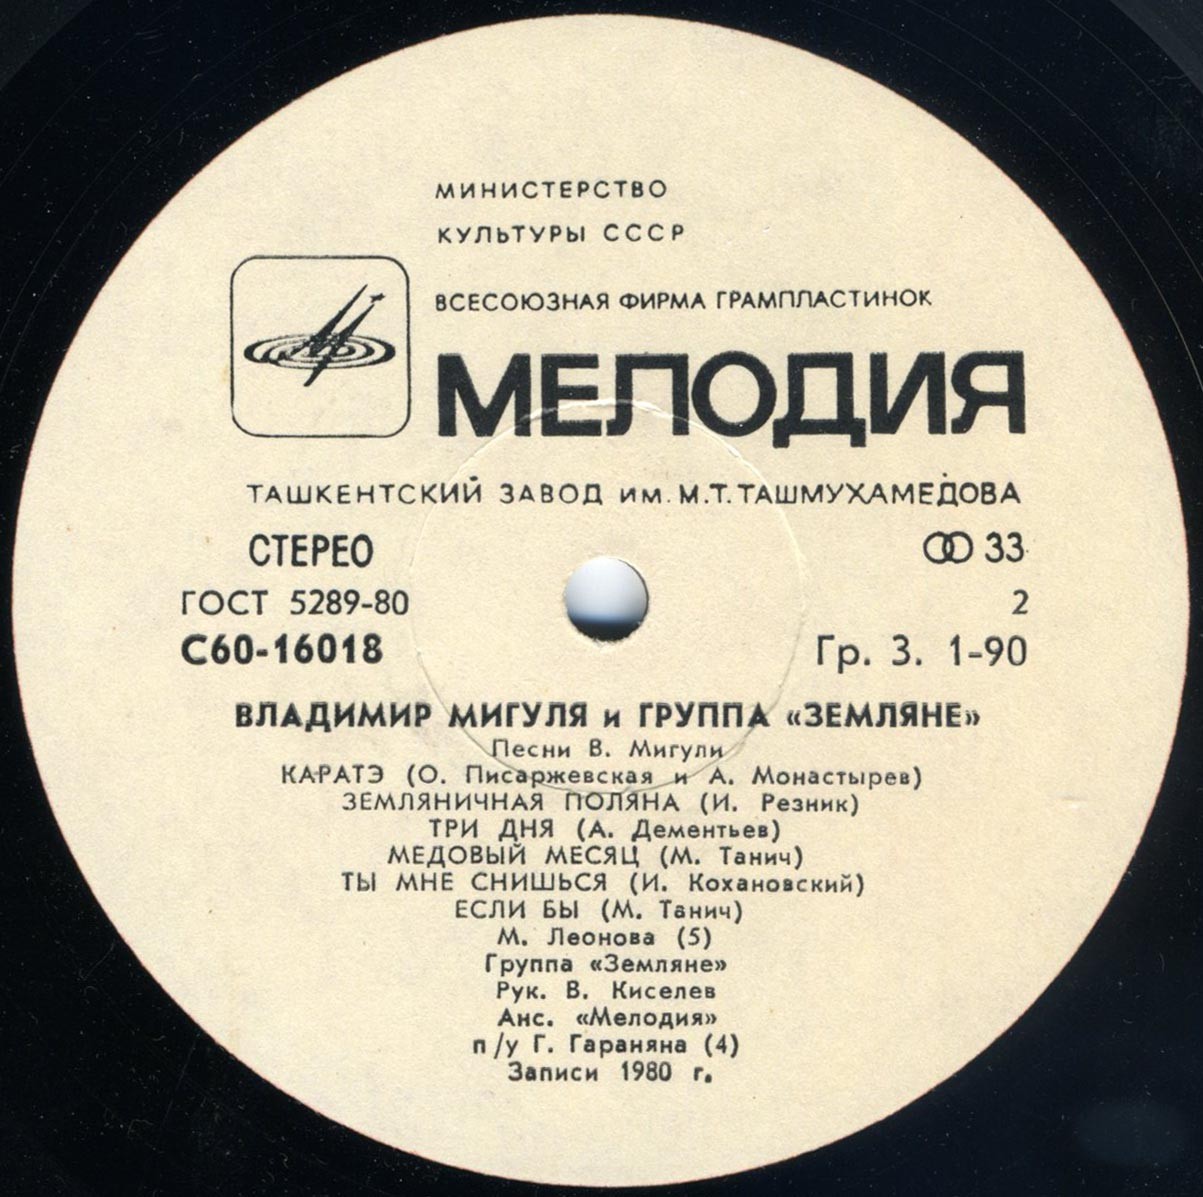 МИНИСТЕРСТВО
КУЛЬТУРЫ СССР
ВСЕСОЮЗНАЯ ФИРМА ГРАМПЛАСТИНОК
МЕЛОДИЯ
ТАШКЕНТСКИЙ ЗАВОД ИМ. М.Т.ТАШМУХАМЕДОВА
СТЕРЕО 33
ГОСТ 5289-80 2
С60-16018 Гр. 3. 1-90
ВЛАДИМИР МИГУЛЯ и ГРУППА «ЗЕМЛЯНЕ»
Песни В. Мигули
КАРАТЭ (О. Писаржевская и А. Монастырев)
ЗЕМЛЯНИЧНАЯ ПОЛЯНА (И. Резник)
ТРИ ДНЯ (А. Дементьев)
МЕДОВЫЙ МЕСЯЦ (М. Танич)
ТЫ МНЕ СНИШЬСЯ (И. Кохановский)
ЕСЛИ БЫ (М. Танич)
М. Леонова (5)
Группа «Земляне»
Рук. В. Киселев
Анс. «Мелодия»
п/у Г. Гараняна (4)
Записи 1980 г.